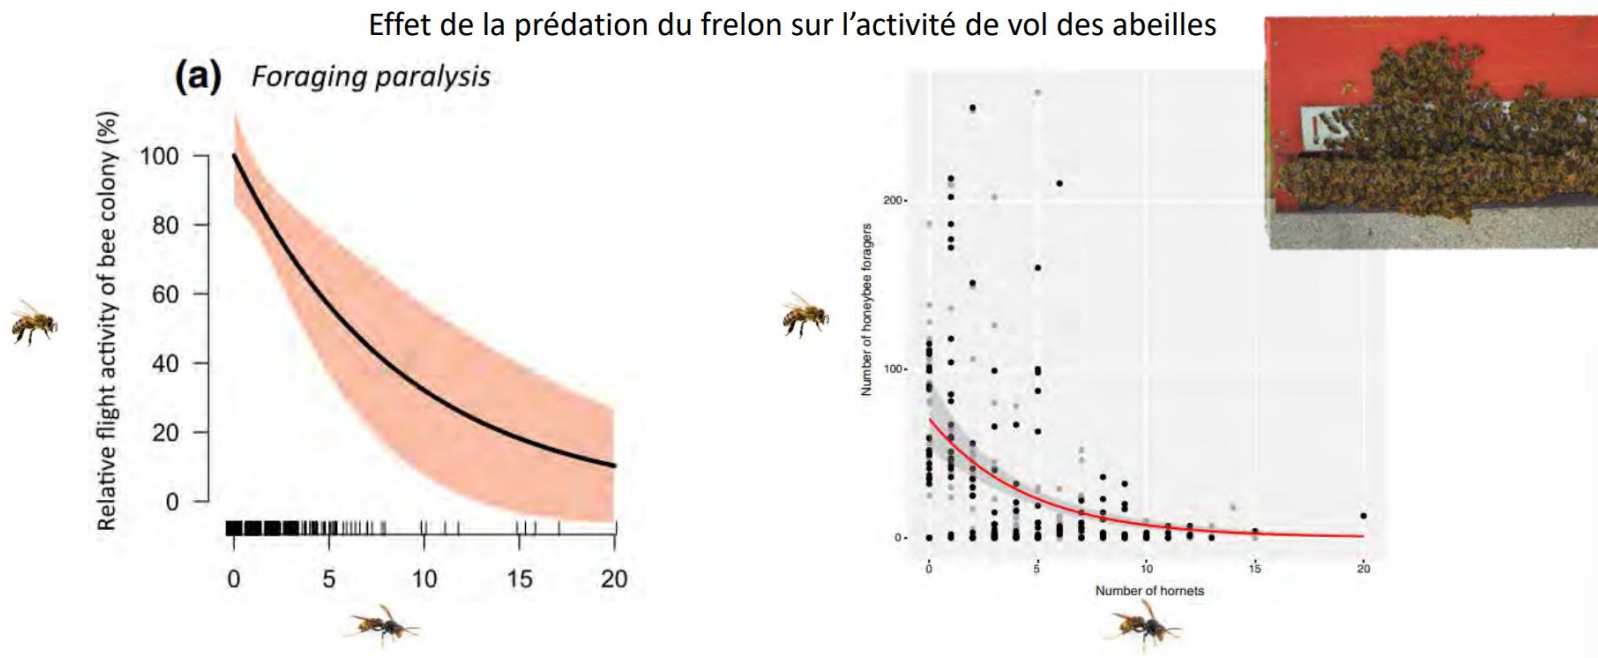 Effet de la prédation du frelon sur l’activité de vol des abeilles
(a) Foraging paralysis
Relative flight activity of bee colony (%)
100
80
60
40
20
0
0 5 10 15 20
Number of honeybee foragers
200
100
0
0 5 10 15 20
Number of hornets